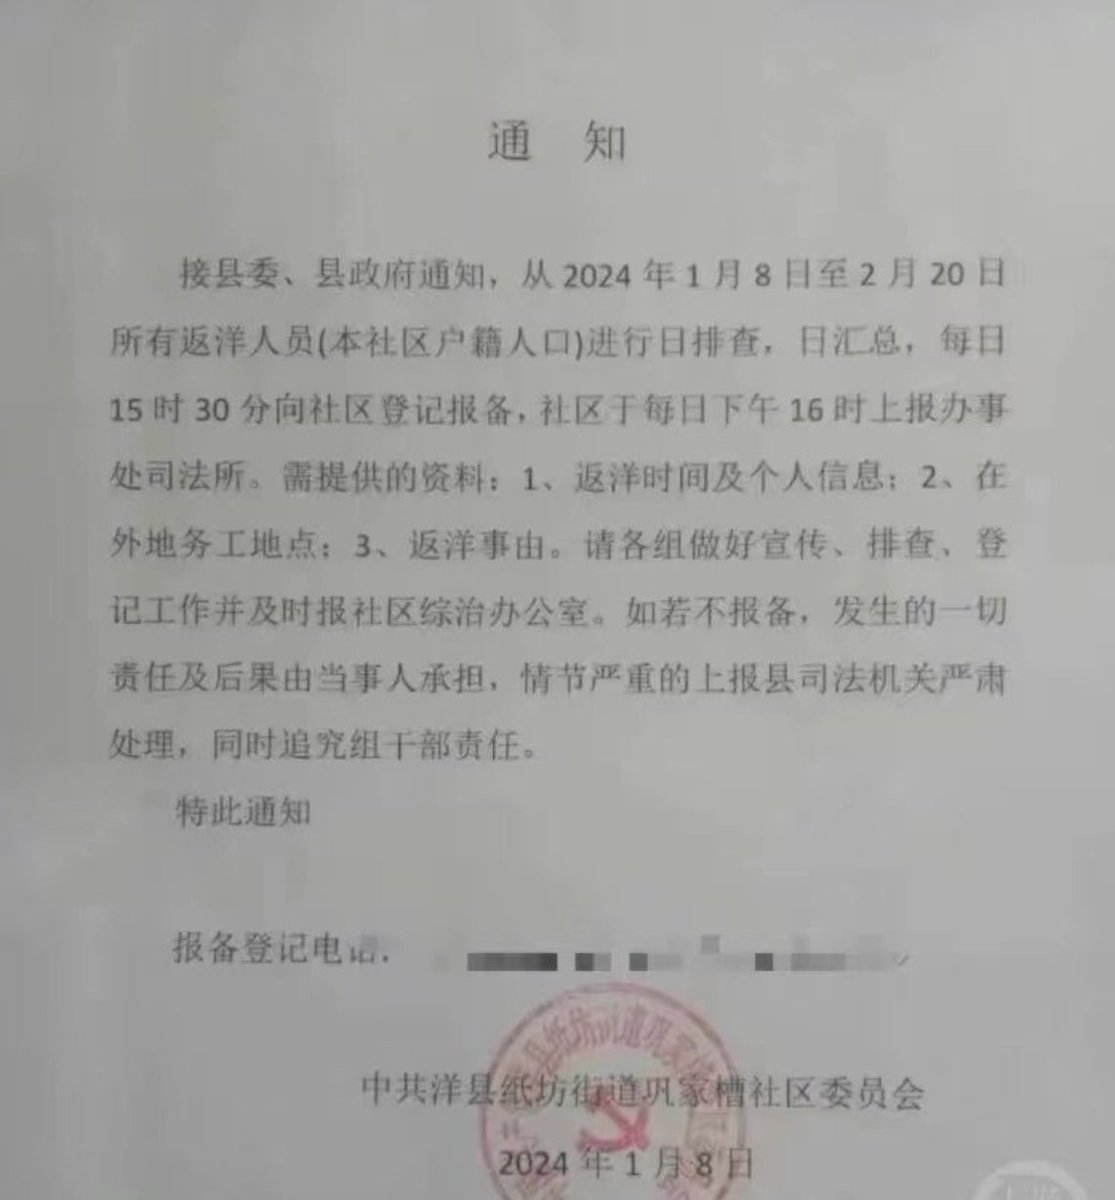 通 知
接县委、县政府通知，从 2024 年 1 月 8 日至 2 月 20 日
所有返洋人员(本社区户籍人口)进行日排查，日汇总，每日
15 时 30 分向社区登记报备，社区于每日下午 16 时上报办事
处司法所。需提供的资料：1、返洋时间及个人信息；2、在
外地务工地点；3、返洋事由。请各组做好宣传、排查、登
记工作并及时报社区综治办公室。如若不报备，发生的一切
责任及后果由当事人承担，情节严重的上报县司法机关严肃
处理，同时追究组干部责任。
特此通知
报备登记电话：
县纸坊街道巩家槽
中共洋县纸坊街道巩家槽社区委员会
2024 年 1 月 8 日